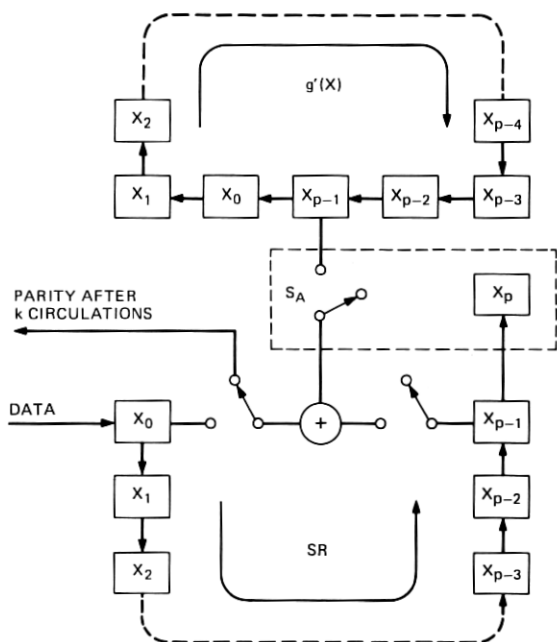 g'(X)
X₂
Xₚ₋₄
X₁
X₀
Xₚ₋₁
Xₚ₋₂
Xₚ₋₃
S_A
Xₚ
PARITY AFTER
k CIRCULATIONS
DATA
X₀
+
Xₚ₋₁
X₁
Xₚ₋₂
X₂
SR
Xₚ₋₃